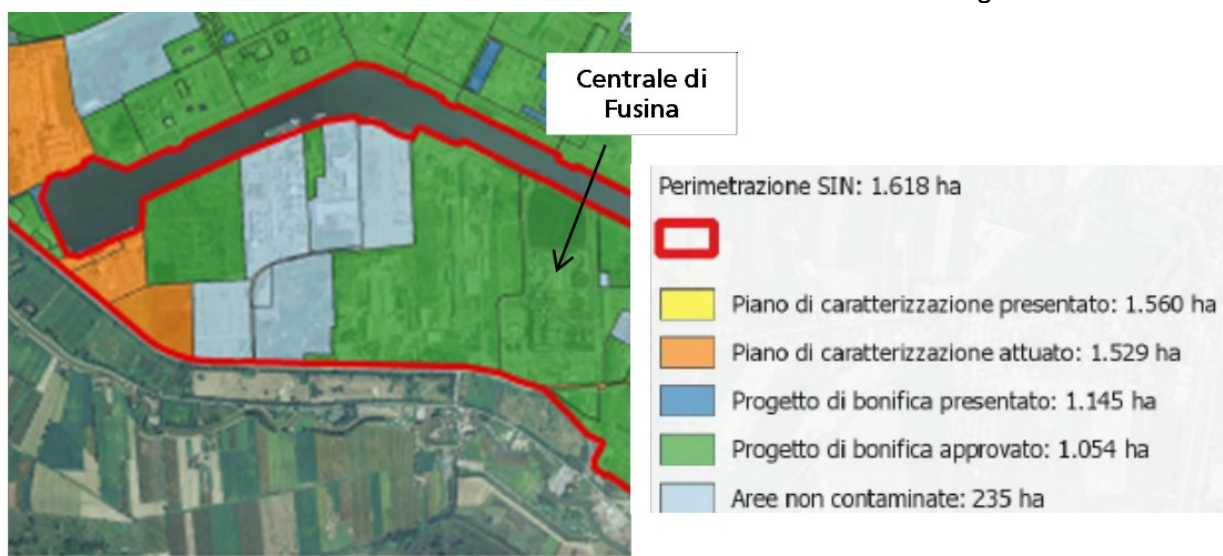 Centrale di
Fusina
Perimetrazione SIN: 1.618 ha
Piano di caratterizzazione presentato: 1.560 ha
Piano di caratterizzazione attuato: 1.529 ha
Progetto di bonifica presentato: 1.145 ha
Progetto di bonifica approvato: 1.054 ha
Aree non contaminate: 235 ha